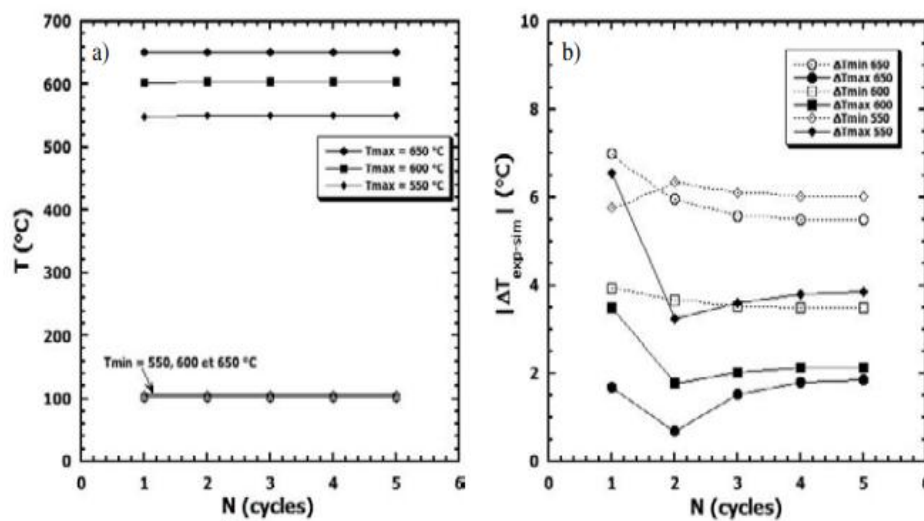 a)
700
600
500
400
300
200
100
0
T (°C)
Tmax = 650 °C
Tmax = 600 °C
Tmax = 550 °C
Tmin = 550, 600 et 650 °C
0 1 2 3 4 5 6
N (cycles)
b)
10
8
6
4
2
0
|ΔTexp-sim| (°C)
ΔTmin 650
ΔTmax 650
ΔTmin 600
ΔTmax 600
ΔTmin 550
ΔTmax 550
0 1 2 3 4 5 6
N (cycles)